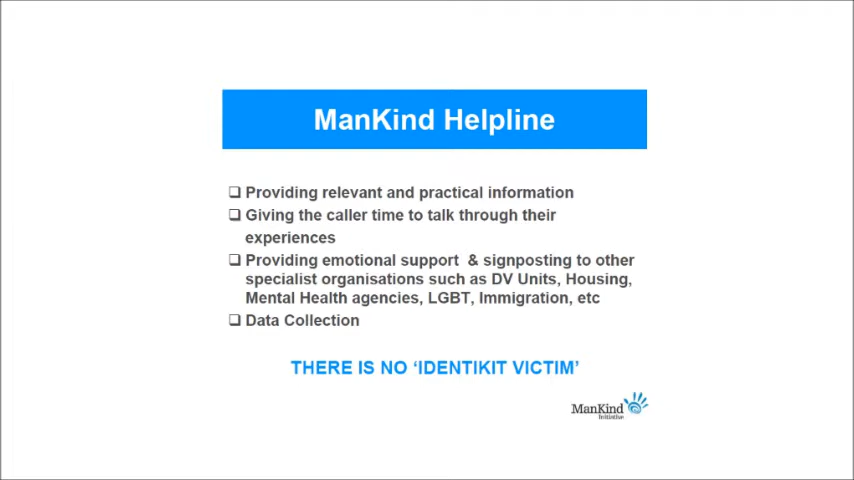 ManKind Helpline
❑ Providing relevant and practical information
❑ Giving the caller time to talk through their
experiences
❑ Providing emotional support & signposting to other
specialist organisations such as DV Units, Housing,
Mental Health agencies, LGBT, Immigration, etc
❑ Data Collection
THERE IS NO ‘IDENTIKIT VICTIM’
ManKind
Initiative